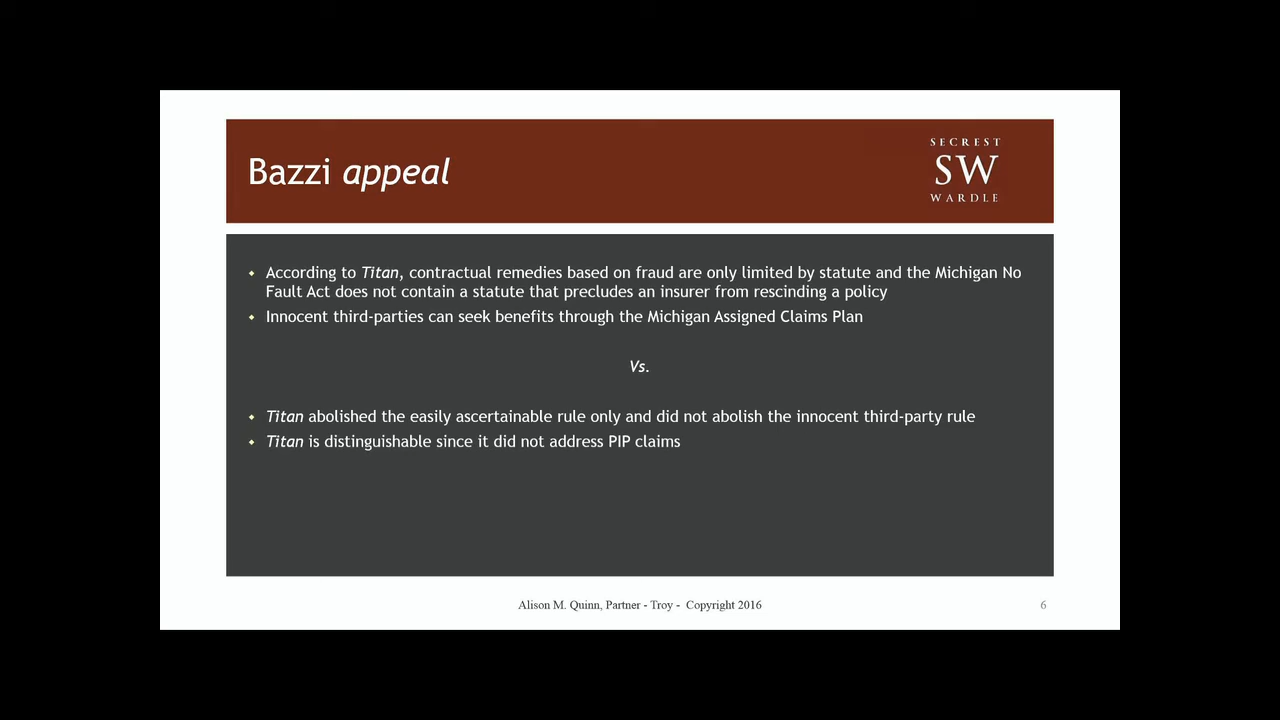 Bazzi appeal
SECREST
SW
WARDLE
According to Titan, contractual remedies based on fraud are only limited by statute and the Michigan No
Fault Act does not contain a statute that precludes an insurer from rescinding a policy
Innocent third-parties can seek benefits through the Michigan Assigned Claims Plan
Vs.
Titan abolished the easily ascertainable rule only and did not abolish the innocent third-party rule
Titan is distinguishable since it did not address PIP claims
Alison M. Quinn, Partner - Troy - Copyright 2016
6